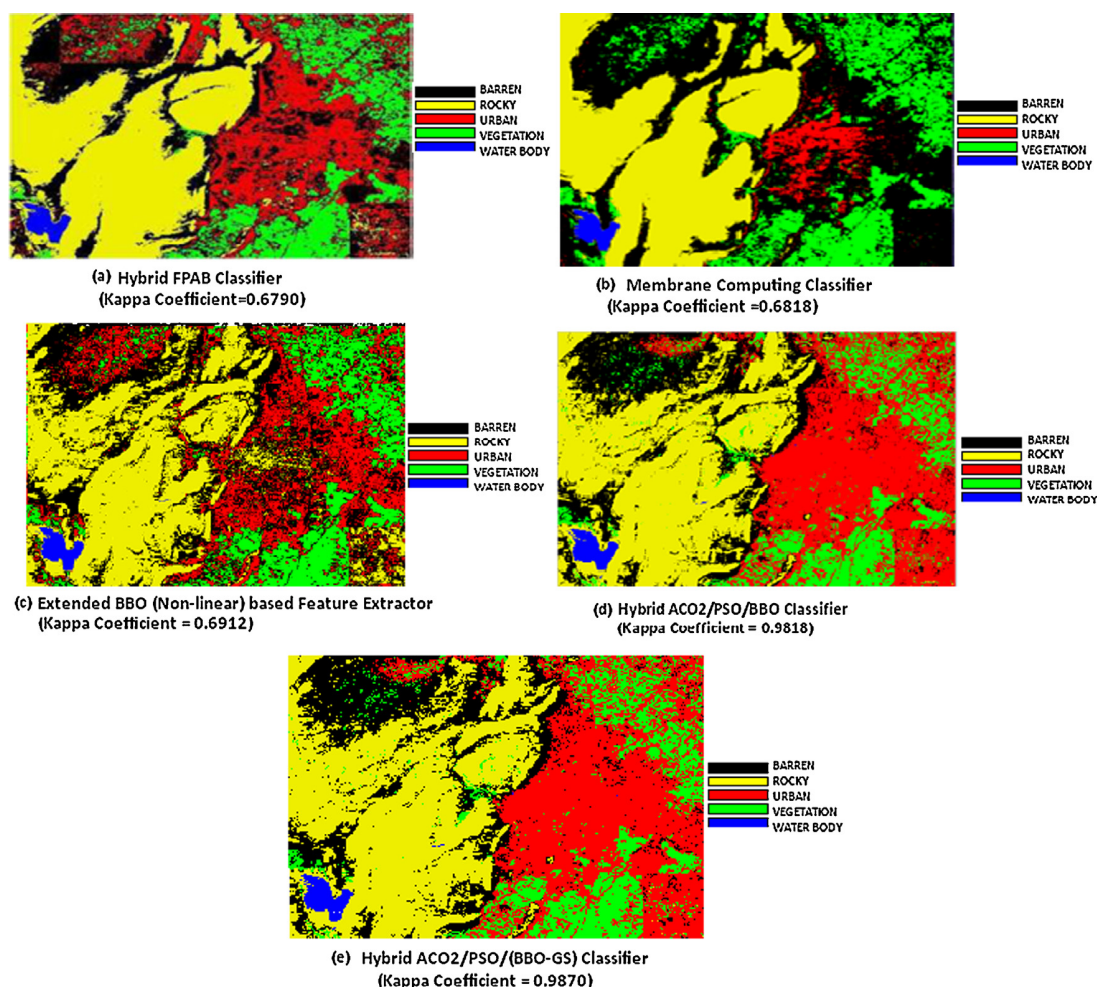 BARREN
ROCKY
URBAN
VEGETATION
WATER BODY
(a) Hybrid FPAB Classifier
(Kappa Coefficient=0.6790)
BARREN
ROCKY
URBAN
VEGETATION
WATER BODY
(b) Membrane Computing Classifier
(Kappa Coefficient =0.6818)
BARREN
ROCKY
URBAN
VEGETATION
WATER BODY
(c) Extended BBO (Non-linear) based Feature Extractor
(Kappa Coefficient = 0.6912)
BARREN
ROCKY
URBAN
VEGETATION
WATER BODY
(d) Hybrid ACO2/PSO/BBO Classifier
(Kappa Coefficient = 0.9818)
BARREN
ROCKY
URBAN
VEGETATION
WATER BODY
(e) Hybrid ACO2/PSO/(BBO-GS) Classifier
(Kappa Coefficient = 0.9870)